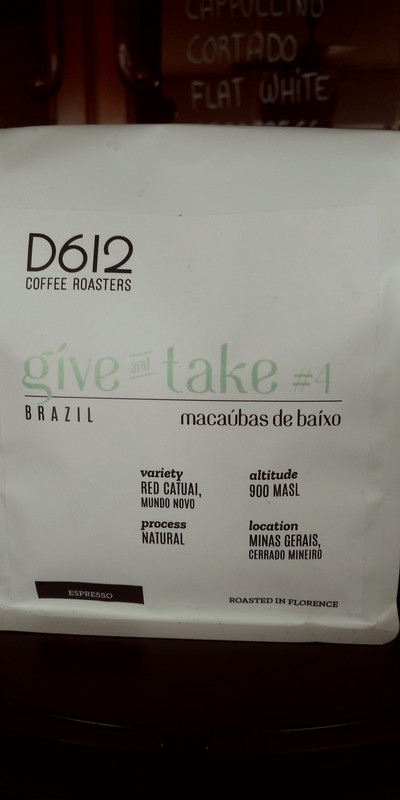 CAPPUCCINO
CORTADO
FLAT WHITE
D612
COFFEE ROASTERS
give and take #4
BRAZIL macaúbas de baíxo
variety
RED CATUAI,
MUNDO NOVO
altitude
900 MASL
process
NATURAL
location
MINAS GERAIS,
CERRADO MINEIRO
ESPRESSO
ROASTED IN FLORENCE